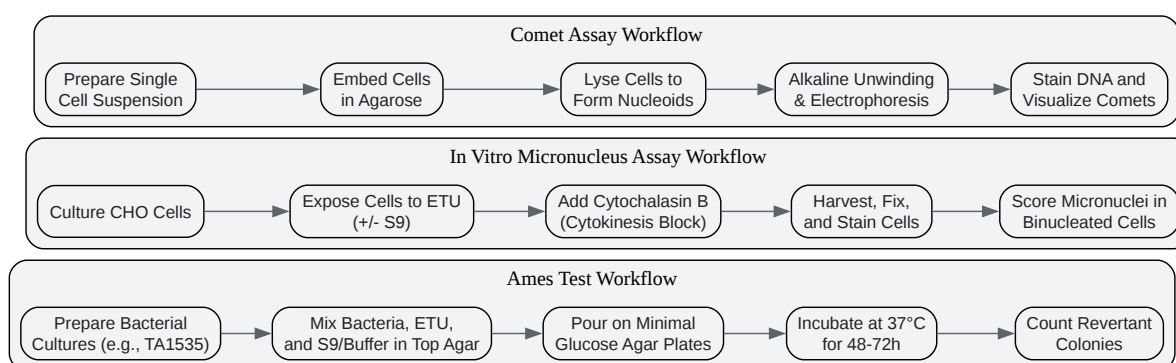 Comet Assay Workflow
Prepare Single
Cell Suspension
Embed Cells
in Agarose
Lyse Cells to
Form Nucleoids
Alkaline Unwinding
& Electrophoresis
Stain DNA and
Visualize Comets
In Vitro Micronucleus Assay Workflow
Culture CHO Cells
Expose Cells to ETU
(+/- S9)
Add Cytochalasin B
(Cytokinesis Block)
Harvest, Fix,
and Stain Cells
Score Micronuclei in
Binucleated Cells
Ames Test Workflow
Prepare Bacterial
Cultures (e.g., TA1535)
Mix Bacteria, ETU,
and S9/Buffer in Top Agar
Pour on Minimal
Glucose Agar Plates
Incubate at 37°C
for 48-72h
Count Revertant
Colonies